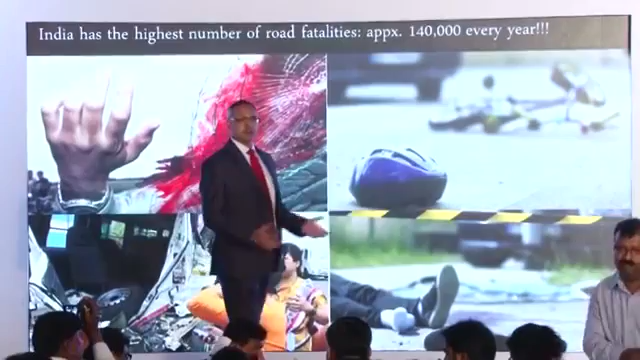 India has the highest number of road fatalities: appx. 140,000 every year!!!